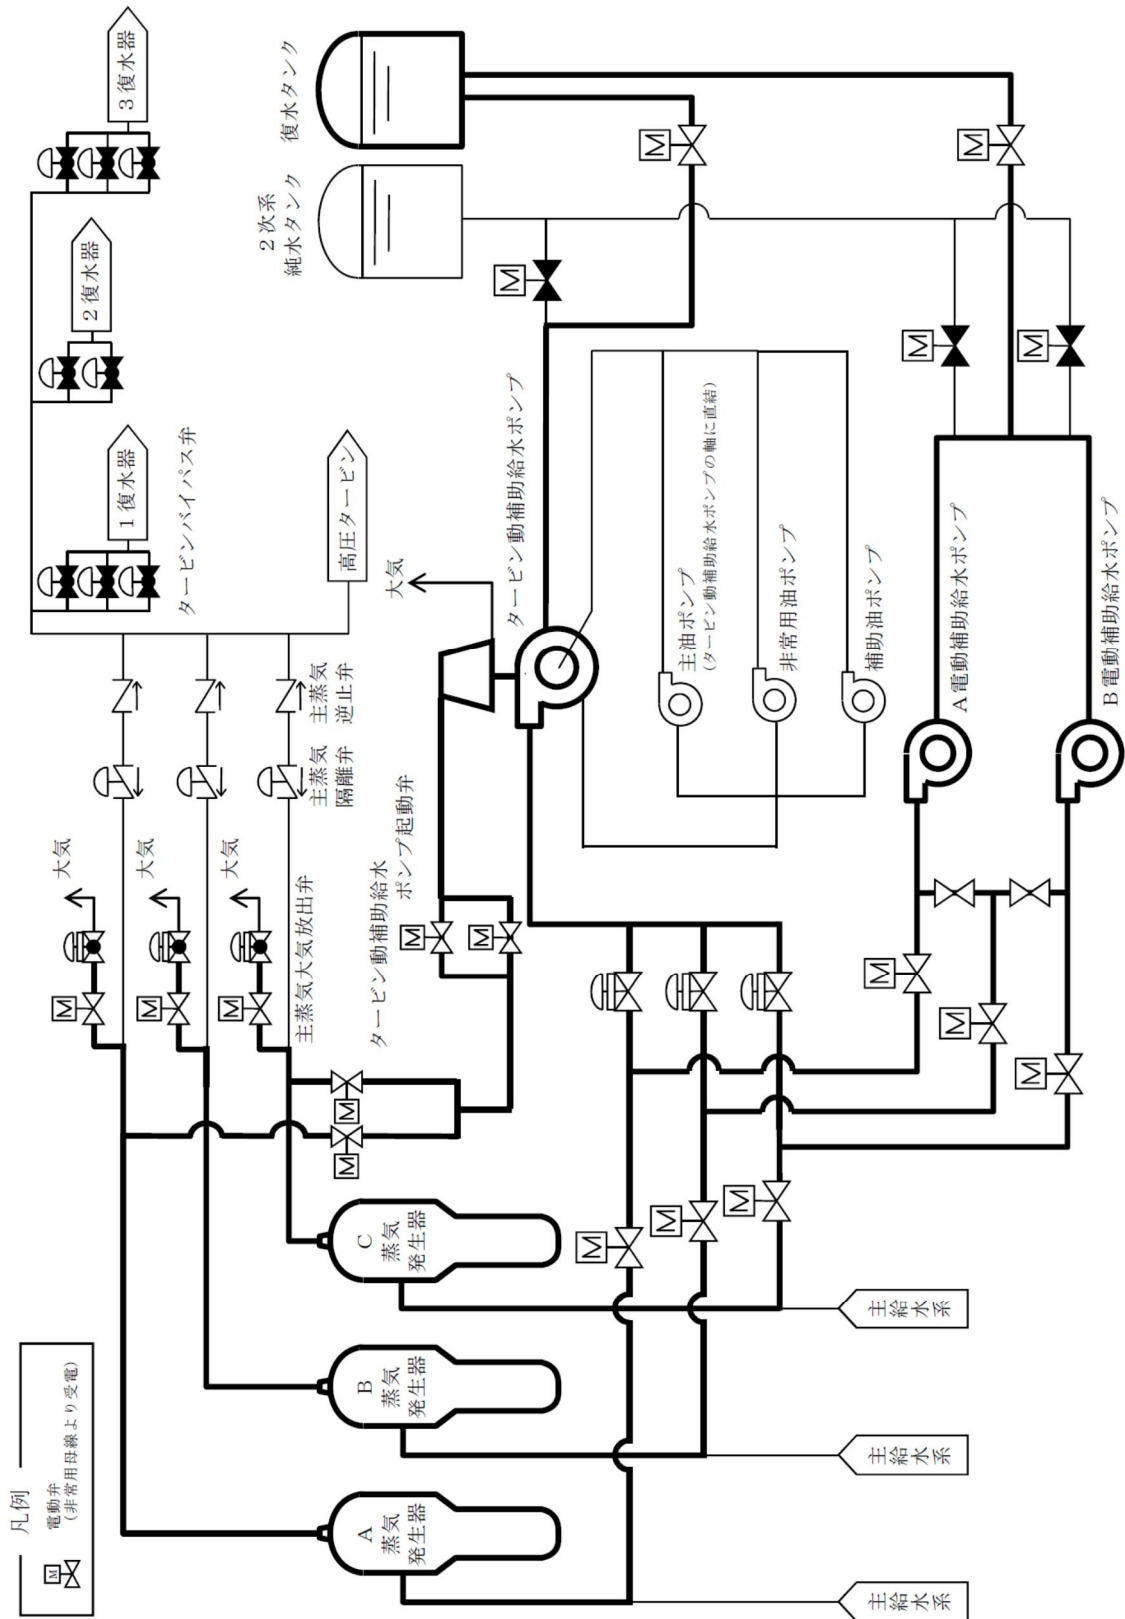 凡例
M
電動弁
(非常用母線より受電)
A
蒸気
発生器
B
蒸気
発生器
C
蒸気
発生器
主給水系
主給水系
主給水系
M
大気
M
大気
M
大気
主蒸気大気放出弁
主蒸気
隔離弁
主蒸気
逆止弁
高圧タービン
1復水器
2復水器
3復水器
タービンバイパス弁
M
M
M
M
タービン動補助給水
ポンプ起動弁
大気
タービン動補助給水ポンプ
2次系
純水タンク
復水タンク
M
M
M
M
M
主油ポンプ
(タービン動補助給水ポンプの軸に直結)
非常用油ポンプ
補助油ポンプ
A電動補助給水ポンプ
B電動補助給水ポンプ
M
M
M
M
M
M